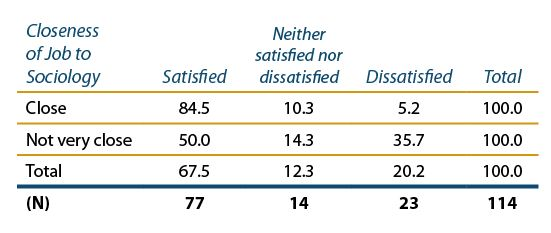 Closeness of Job to Sociology Satisfied Neither satisfied nor dissatisfied Dissatisfied Total
Close 84.5 10.3 5.2 100.0
Not very close 50.0 14.3 35.7 100.0
Total 67.5 12.3 20.2 100.0
(N) 77 14 23 114